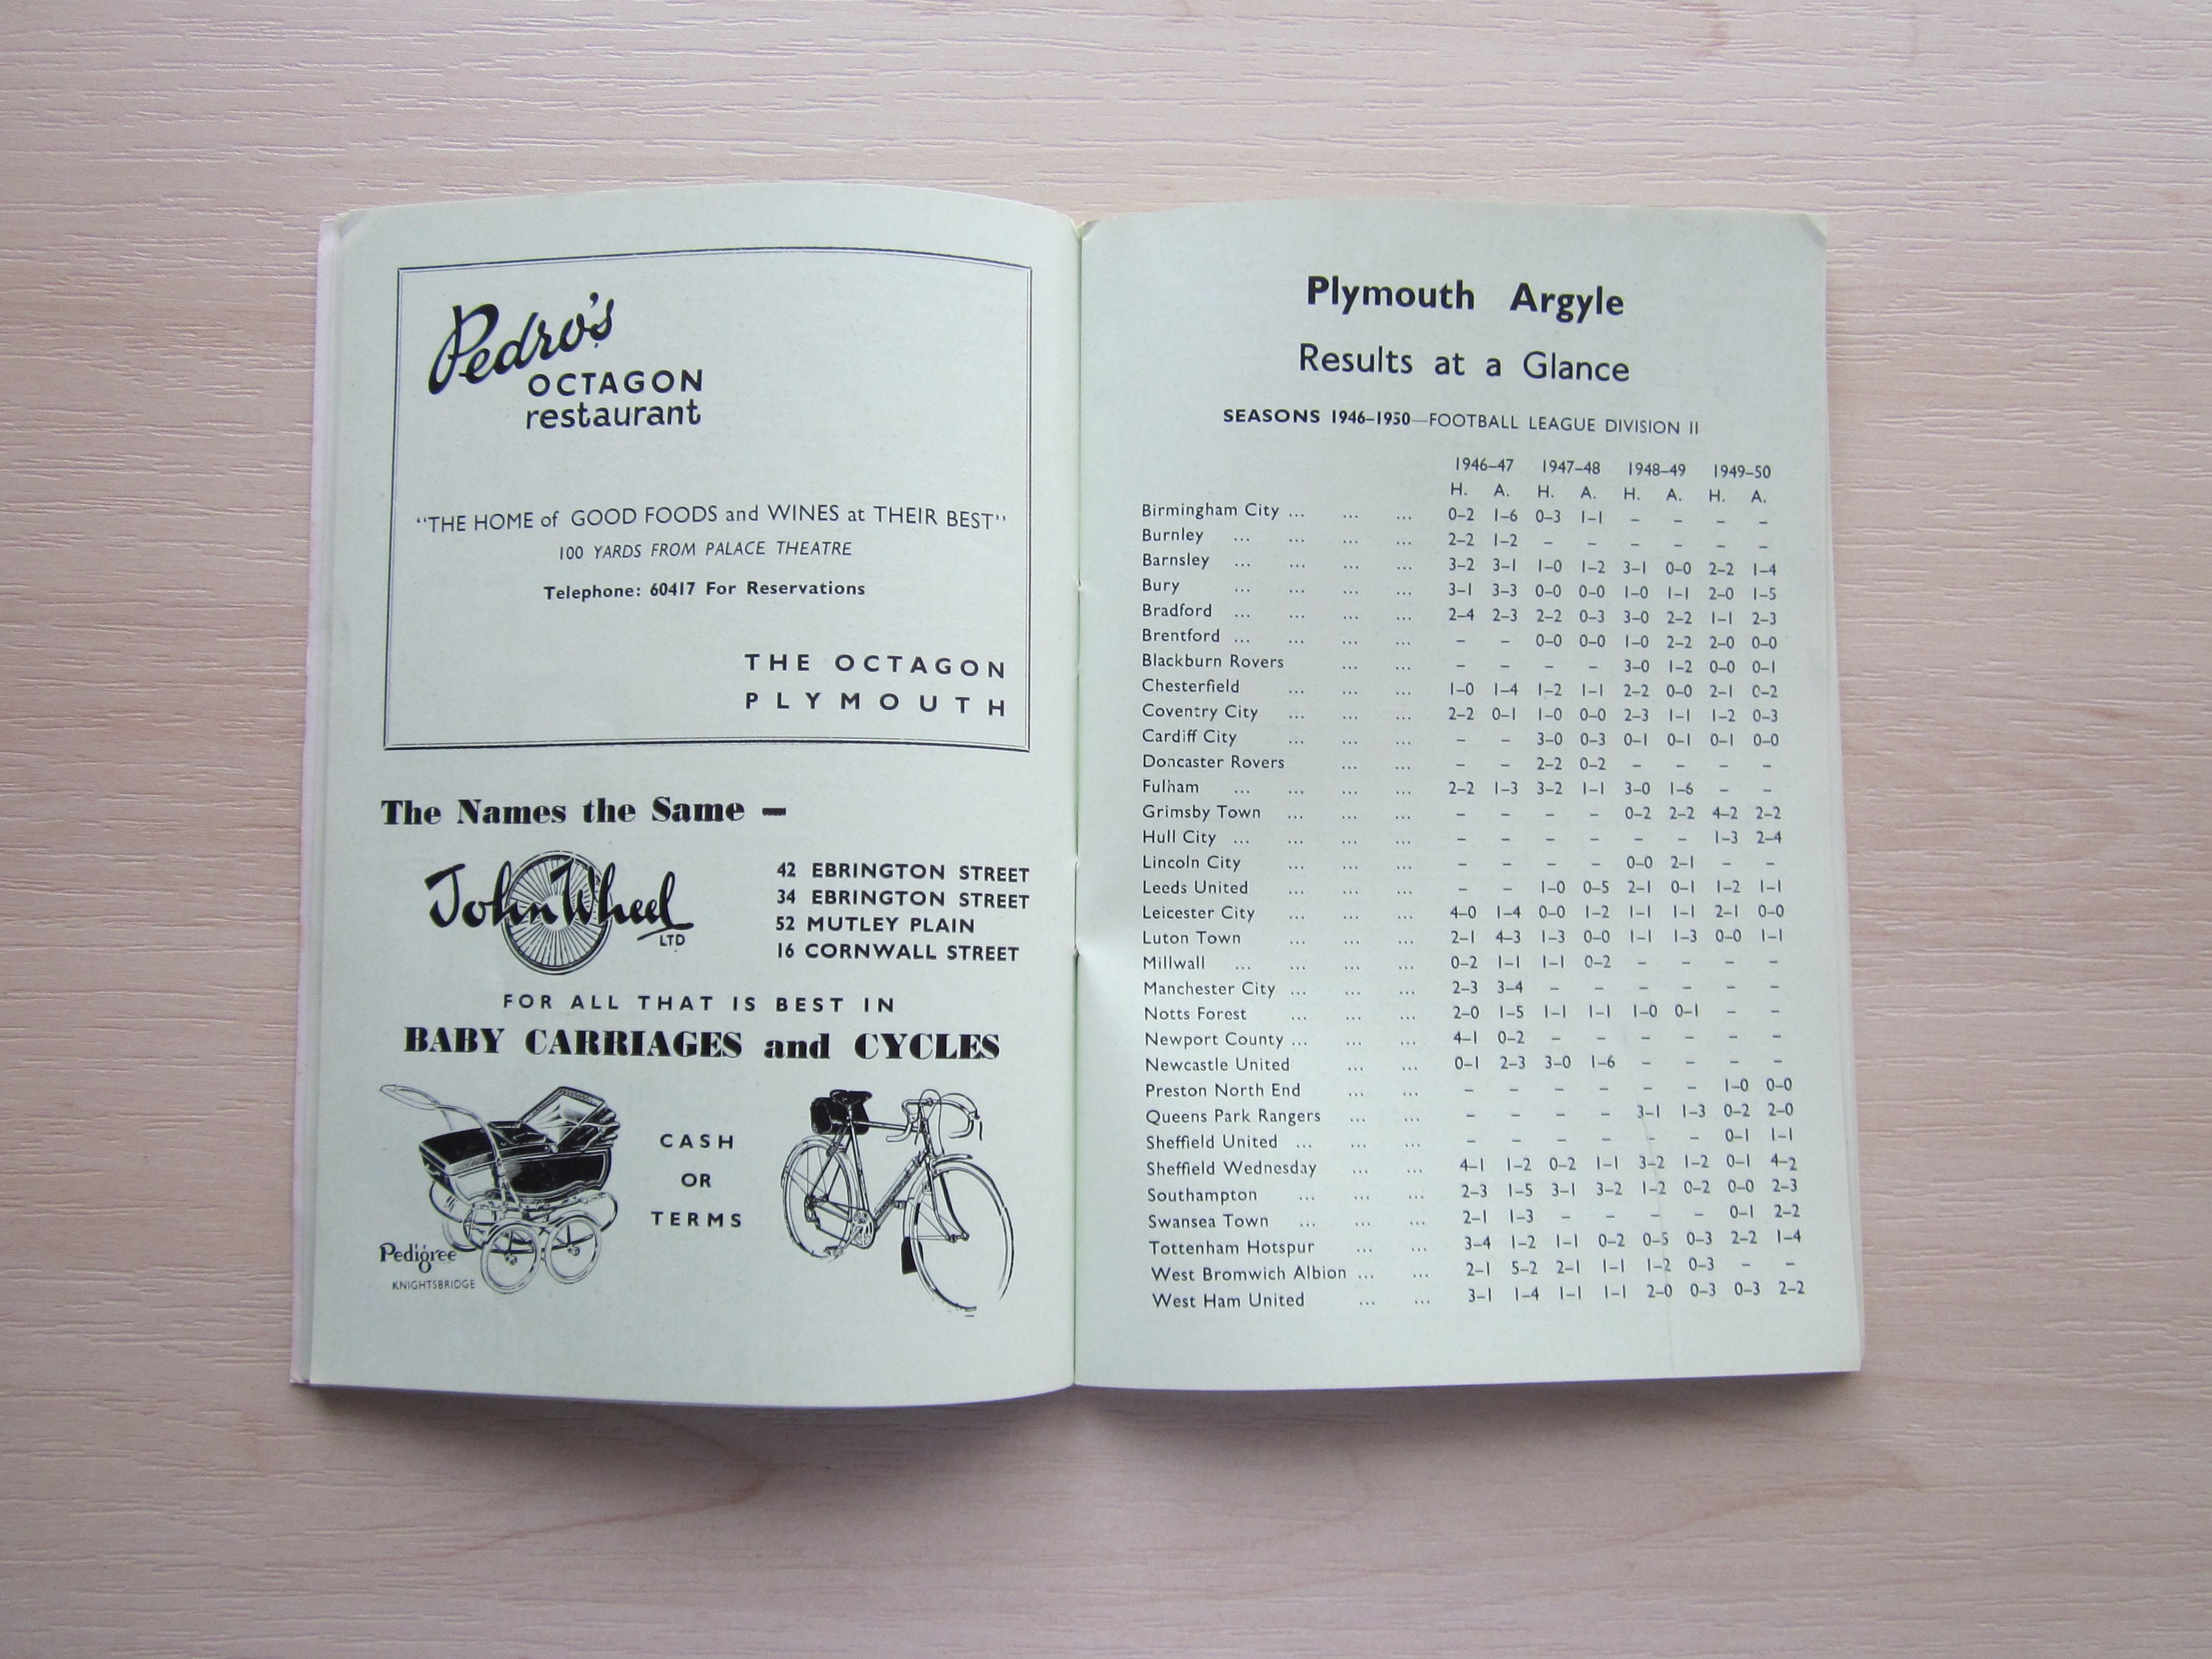 Pedro's
OCTAGON
restaurant
"THE HOME of GOOD FOODS and WINES at THEIR BEST"
100 YARDS FROM PALACE THEATRE
Telephone: 60417 For Reservations
THE OCTAGON
PLYMOUTH
The Names the Same —
John Wheel
LTD
42 EBRINGTON STREET
34 EBRINGTON STREET
52 MUTLEY PLAIN
16 CORNWALL STREET
FOR ALL THAT IS BEST IN
BABY CARRIAGES and CYCLES
CASH
OR
TERMS
Pedigree
KNIGHTSBRIDGE
Plymouth Argyle
Results at a Glance
SEASONS 1946–1950—FOOTBALL LEAGUE DIVISION II
1946–47 1947–48 1948–49 1949–50
H. A. H. A. H. A. H. A.
Birmingham City ... ... ... 0–2 1–6 0–3 1–1 – – – –
Burnley ... ... ... ... 2–2 1–2 – – – – – –
Barnsley ... ... ... ... 3–2 3–1 1–0 1–2 3–1 0–0 2–2 1–4
Bury ... ... ... ... 3–1 3–3 0–0 0–0 1–0 1–1 2–0 1–5
Bradford ... ... ... ... 2–4 2–3 2–2 0–3 3–0 2–2 1–1 2–3
Brentford ... ... ... ... – – 0–0 0–0 1–0 2–2 2–0 0–0
Blackburn Rovers ... ... – – – – 3–0 1–2 0–0 0–1
Chesterfield ... ... ... 1–0 1–4 1–2 1–1 2–2 0–0 2–1 0–2
Coventry City ... ... ... 2–2 0–1 1–0 0–0 2–3 1–1 1–2 0–3
Cardiff City ... ... ... – – 3–0 0–3 0–1 0–1 0–1 0–0
Doncaster Rovers ... ... – – 2–2 0–2 – – – –
Fulham ... ... ... ... 2–2 1–3 3–2 1–1 3–0 1–6 – –
Grimsby Town ... ... ... – – – – 0–2 2–2 4–2 2–2
Hull City ... ... ... ... – – – – – – 1–3 2–4
Lincoln City ... ... ... – – – – 0–0 2–1 – –
Leeds United ... ... ... – – 1–0 0–5 2–1 0–1 1–2 1–1
Leicester City ... ... ... 4–0 1–4 0–0 1–2 1–1 1–1 2–1 0–0
Luton Town ... ... ... 2–1 4–3 1–3 0–0 1–1 1–3 0–0 1–1
Millwall ... ... ... ... 0–2 1–1 1–1 0–2 – – – –
Manchester City ... ... ... 2–3 3–4 – – – – – –
Notts Forest ... ... ... 2–0 1–5 1–1 1–1 1–0 0–1 – –
Newport County ... ... ... 4–1 0–2 – – – – – –
Newcastle United ... ... 0–1 2–3 3–0 1–6 – – – –
Preston North End ... ... – – – – – – 1–0 0–0
Queens Park Rangers ... ... – – – – 3–1 1–3 0–2 2–0
Sheffield United ... ... ... – – – – – – 0–1 1–1
Sheffield Wednesday ... ... 4–1 1–2 0–2 1–1 3–2 1–2 0–1 4–2
Southampton ... ... ... 2–3 1–5 3–1 3–2 1–2 0–2 0–0 2–3
Swansea Town ... ... ... 2–1 1–3 – – – – 0–1 2–2
Tottenham Hotspur ... ... 3–4 1–2 1–1 0–2 0–5 0–3 2–2 1–4
West Bromwich Albion ... ... 2–1 5–2 2–1 1–1 1–2 0–3 – –
West Ham United ... ... 3–1 1–4 1–1 1–1 2–0 0–3 0–3 2–2